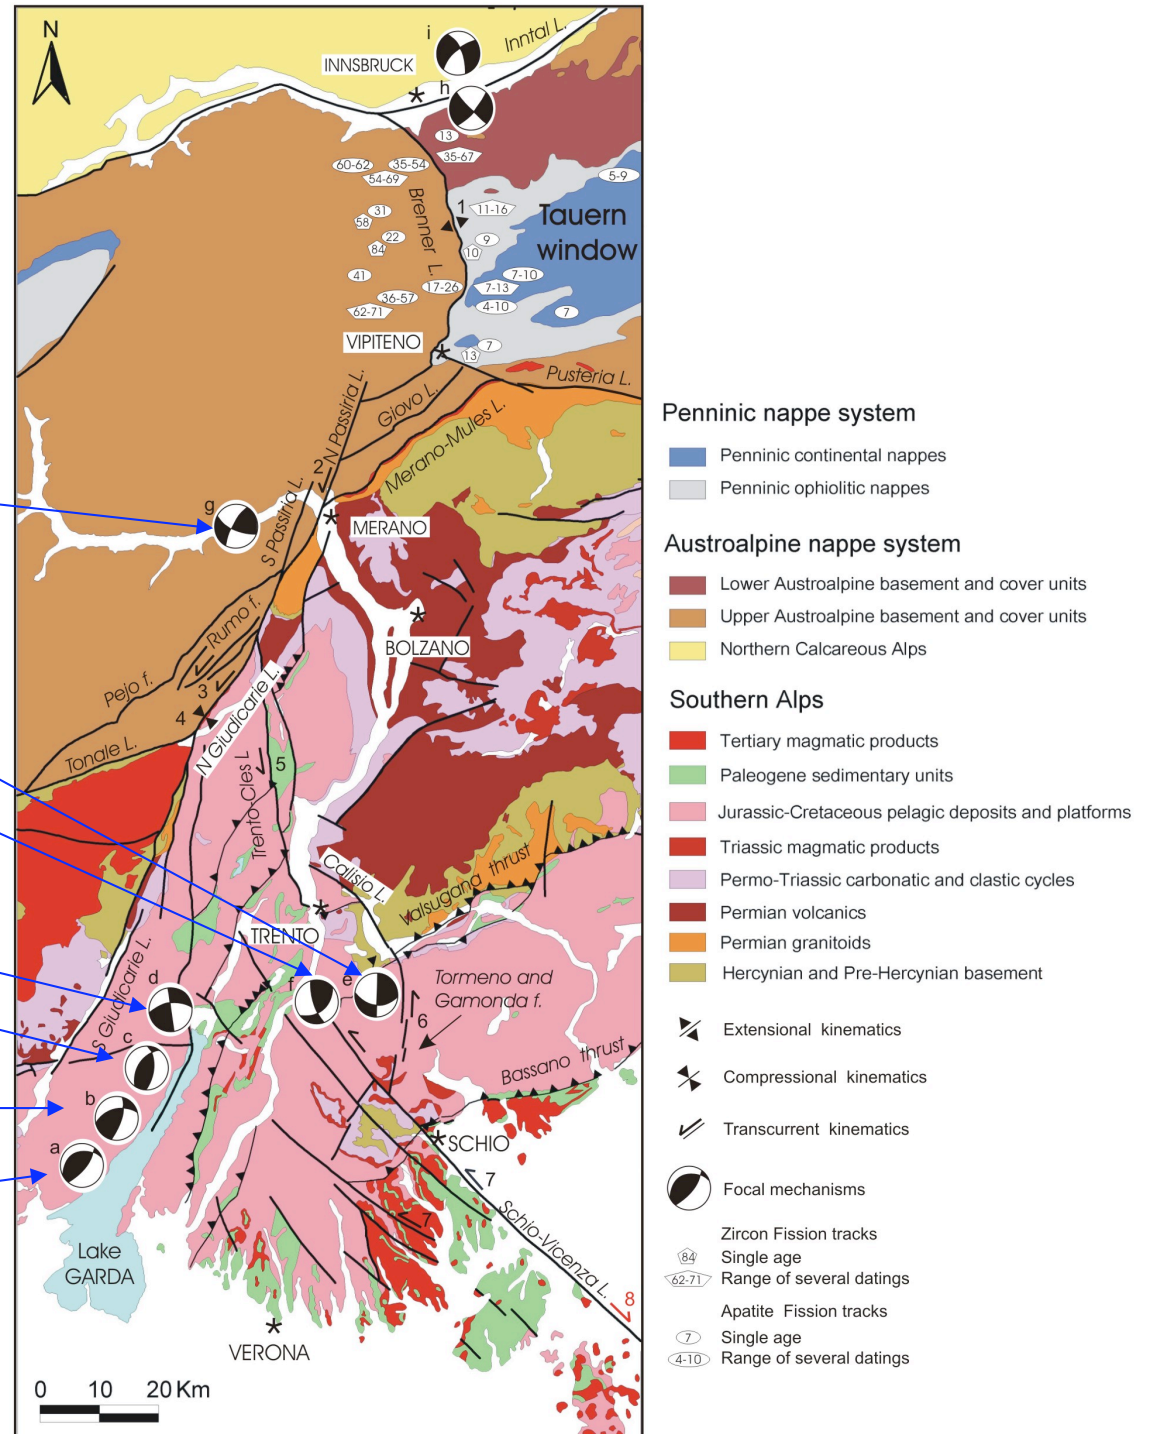 N
i
INNSBRUCK
Inntal L.
h
13
35-67
60-62
35-54
54-69
5-9
Brenner L.
31
58
1
11-16
Tauern
window
22
84
9
10
41
17-26
7-10
7-13
36-57
62-71
4-10
7
VIPITENO
7
13
Pusteria L.
N Passiria L.
Giovo L.
Merano-Mules L.
2
g
S Passiria L.
MERANO
Rumo f.
BOLZANO
Pejo f.
3
4
N Giudicarie L.
Tonale L.
5
Trento-Cles L
Calisio L.
Valsugana thrust
TRENTO
S Giudicarie L.
d
f
e
Tormeno and
Gamonda f.
6
c
Bassano thrust
b
SCHIO
a
7
7
Schio-Vicenza L.
Lake
GARDA
8
VERONA
0 10 20 Km
Penninic nappe system
Penninic continental nappes
Penninic ophiolitic nappes
Austroalpine nappe system
Lower Austroalpine basement and cover units
Upper Austroalpine basement and cover units
Northern Calcareous Alps
Southern Alps
Tertiary magmatic products
Paleogene sedimentary units
Jurassic-Cretaceous pelagic deposits and platforms
Triassic magmatic products
Permo-Triassic carbonatic and clastic cycles
Permian volcanics
Permian granitoids
Hercynian and Pre-Hercynian basement
Extensional kinematics
Compressional kinematics
Transcurrent kinematics
Focal mechanisms
Zircon Fission tracks
84 Single age
62-71 Range of several datings
Apatite Fission tracks
7 Single age
4-10 Range of several datings